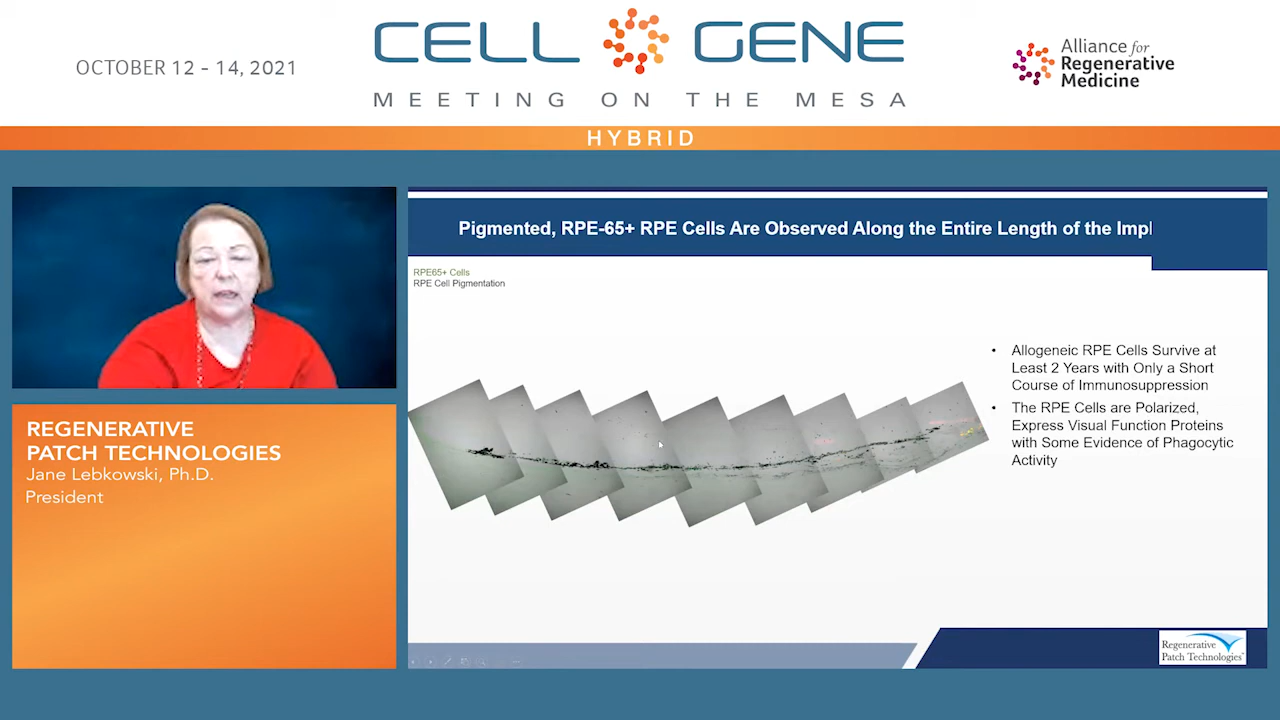 OCTOBER 12 - 14, 2021
CELL GENE
MEETING ON THE MESA
Alliance for
Regenerative
Medicine
HYBRID
REGENERATIVE
PATCH TECHNOLOGIES
Jane Lebkowski, Ph.D.
President
Pigmented, RPE-65+ RPE Cells Are Observed Along the Entire Length of the Impl
RPE65+ Cells
RPE Cell Pigmentation
• Allogeneic RPE Cells Survive at
Least 2 Years with Only a Short
Course of Immunosuppression
• The RPE Cells are Polarized,
Express Visual Function Proteins
with Some Evidence of Phagocytic
Activity
Regenerative
Patch Technologies™